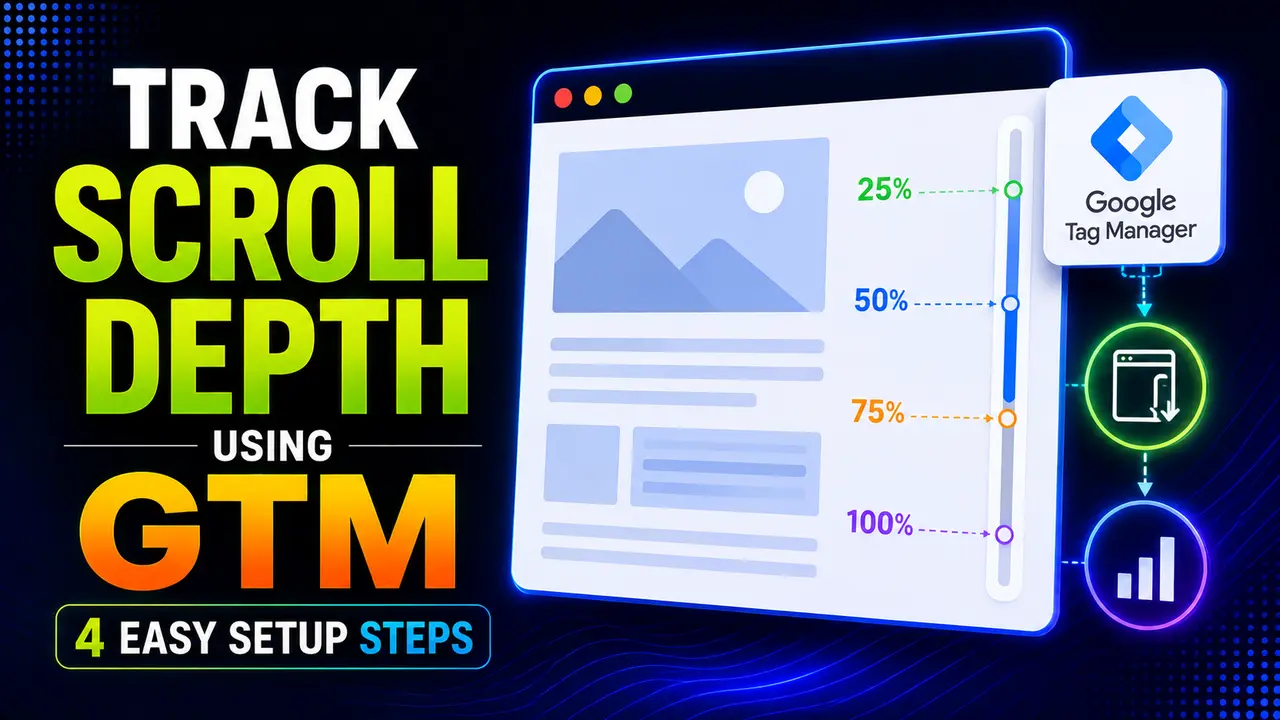 TRACK
SCROLL
DEPTH
USING
GTM
4 EASY SETUP STEPS
25%
50%
75%
100%
Google
Tag Manager